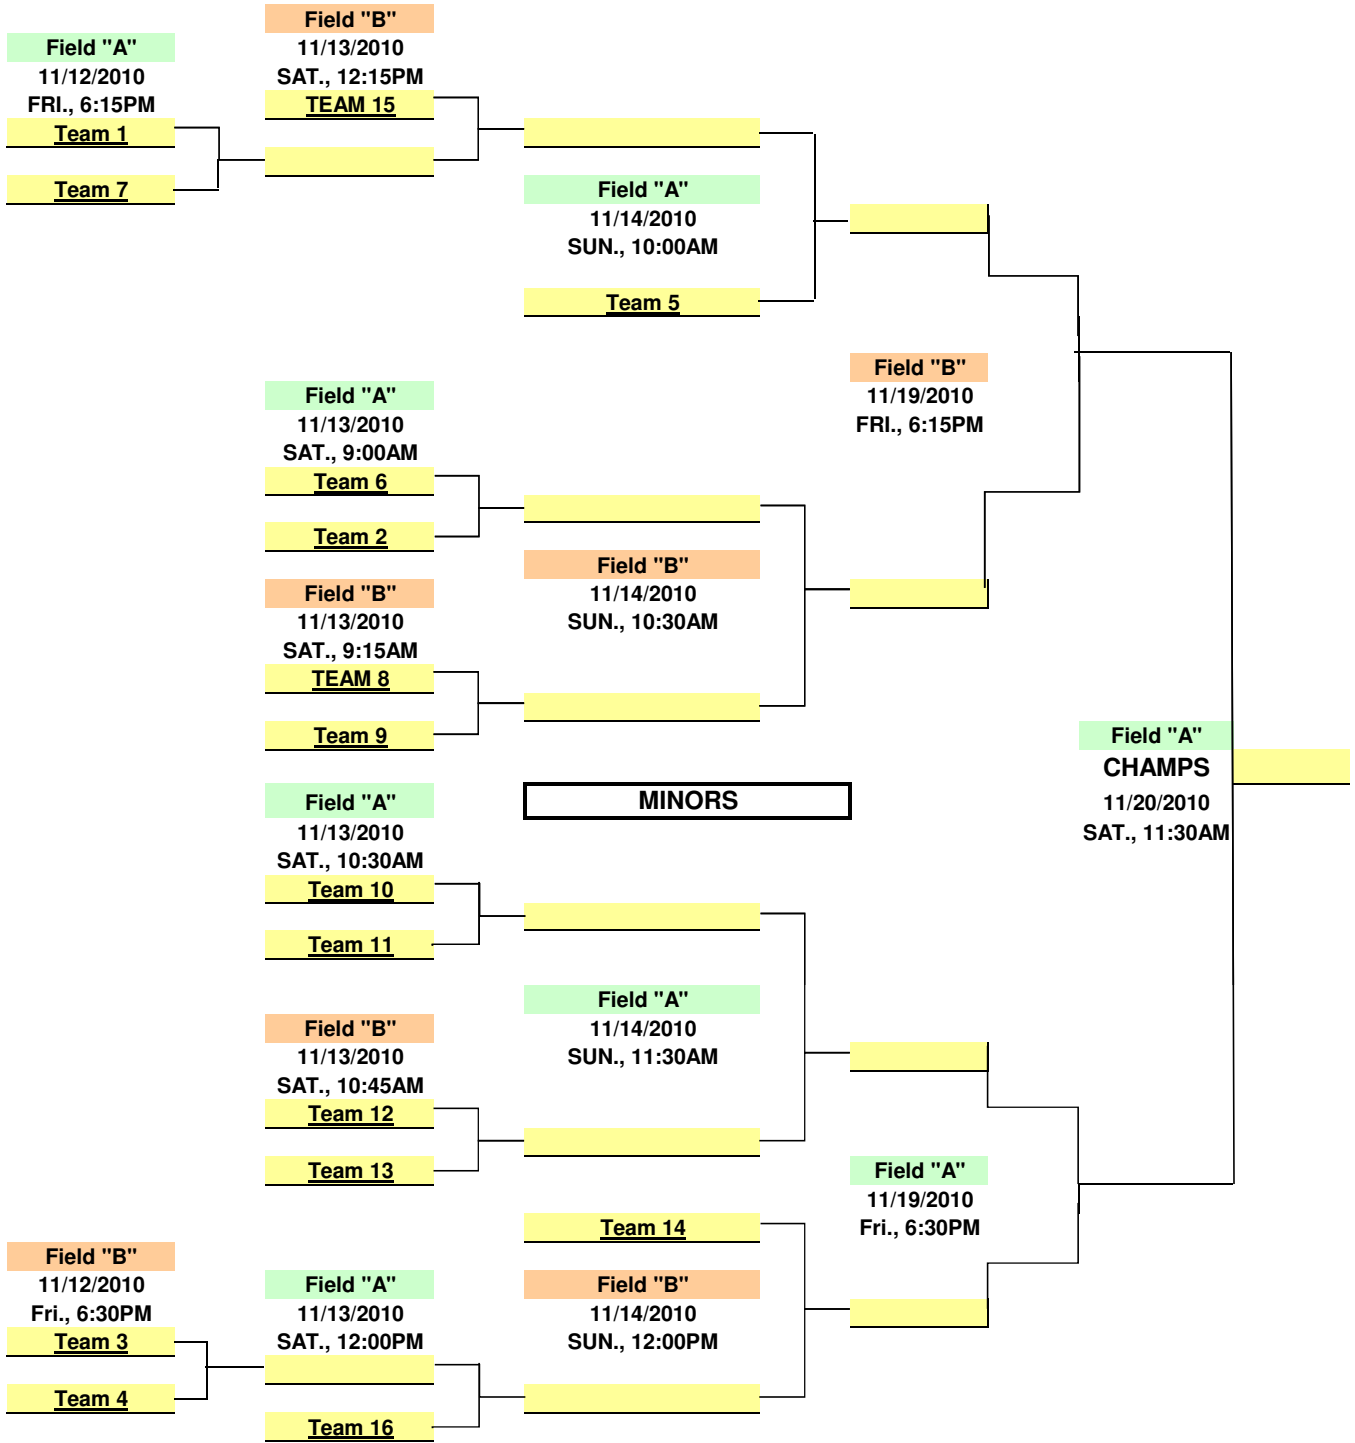 Field "B"
11/13/2010
SAT., 12:15PM
TEAM 15
Field "A"
11/12/2010
FRI., 6:15PM
Team 1
Team 7
Field "A"
11/14/2010
SUN., 10:00AM
Team 5
Field "B"
11/19/2010
FRI., 6:15PM
Field "A"
11/13/2010
SAT., 9:00AM
Team 6
Team 2
Field "B"
11/14/2010
SUN., 10:30AM
Field "B"
11/13/2010
SAT., 9:15AM
TEAM 8
Team 9
Field "A"
CHAMPS
11/20/2010
SAT., 11:30AM
MINORS
Field "A"
11/13/2010
SAT., 10:30AM
Team 10
Team 11
Field "A"
11/14/2010
SUN., 11:30AM
Field "B"
11/13/2010
SAT., 10:45AM
Team 12
Team 13
Field "A"
11/19/2010
Fri., 6:30PM
Team 14
Field "B"
11/12/2010
Fri., 6:30PM
Team 3
Team 4
Field "A"
11/13/2010
SAT., 12:00PM
Team 16
Field "B"
11/14/2010
SUN., 12:00PM